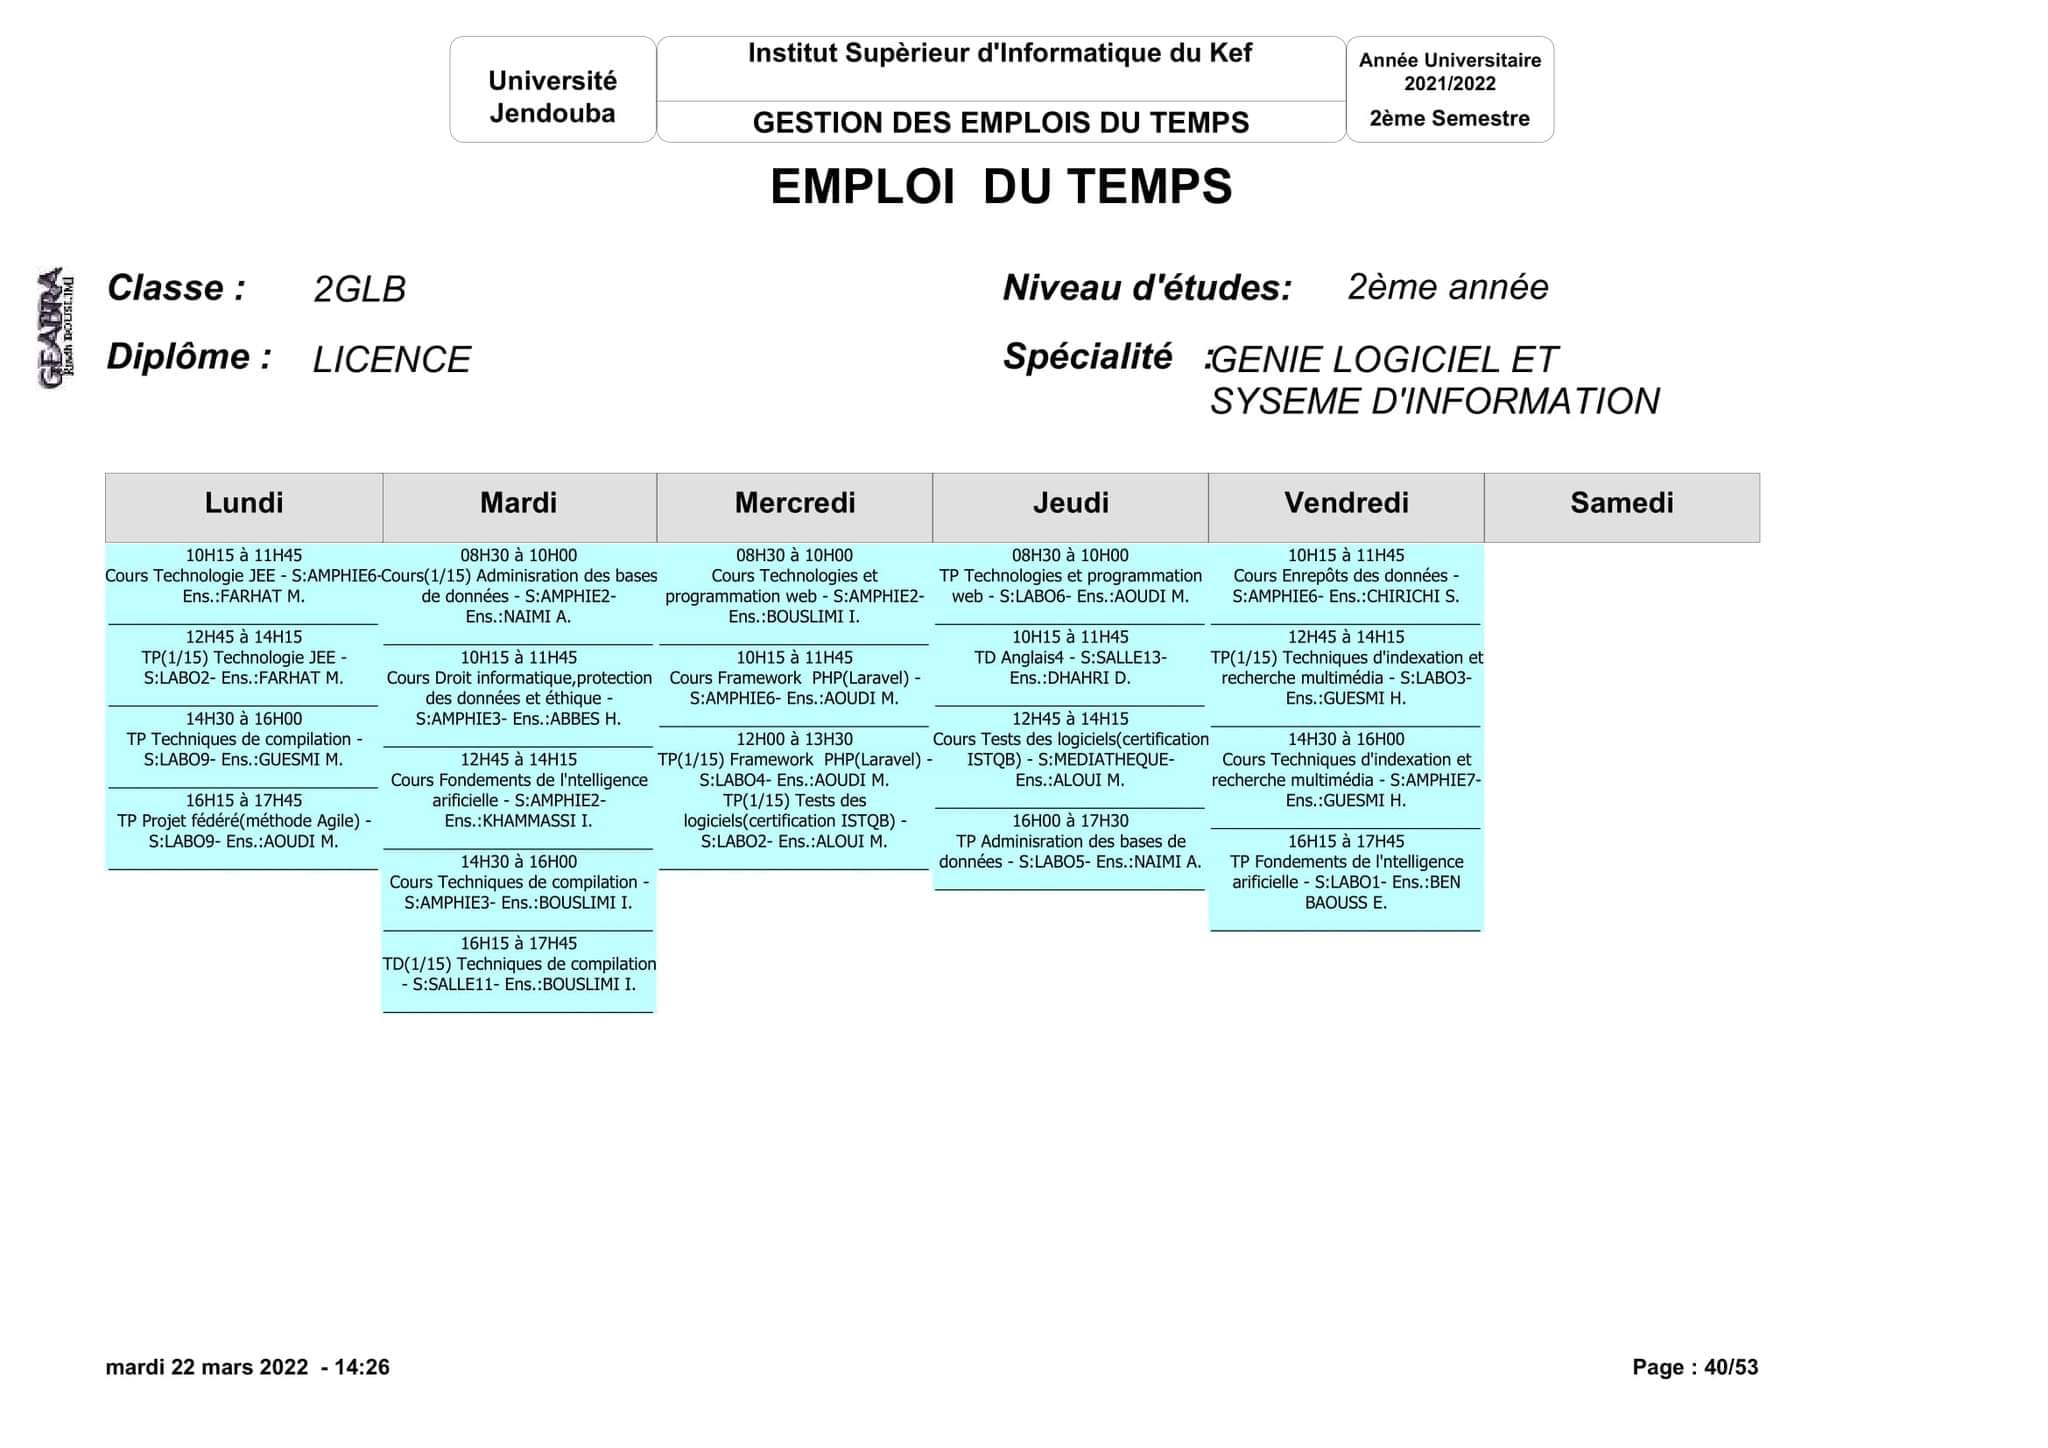 Université
Jendouba
Institut Supèrieur d'Informatique du Kef
GESTION DES EMPLOIS DU TEMPS
Année Universitaire
2021/2022
2ème Semestre
EMPLOI  DU TEMPS
GEABRA
Riadh BOUSLIMI
Classe :
2GLB
Niveau d'études:
2ème année
Diplôme :
LICENCE
Spécialité :
GENIE LOGICIEL ET
SYSEME D'INFORMATION
Lundi
Mardi
Mercredi
Jeudi
Vendredi
Samedi
10H15 à 11H45
Cours Technologie JEE - S:AMPHIE6-
Ens.:FARHAT M.
12H45 à 14H15
TP(1/15) Technologie JEE -
S:LABO2- Ens.:FARHAT M.
14H30 à 16H00
TP Techniques de compilation -
S:LABO9- Ens.:GUESMI M.
16H15 à 17H45
TP Projet fédéré(méthode Agile) -
S:LABO9- Ens.:AOUDI M.
08H30 à 10H00
Cours(1/15) Adminisration des bases
de données - S:AMPHIE2-
Ens.:NAIMI A.
10H15 à 11H45
Cours Droit informatique,protection
des données et éthique -
S:AMPHIE3- Ens.:ABBES H.
12H45 à 14H15
Cours Fondements de l'ntelligence
arificielle - S:AMPHIE2-
Ens.:KHAMMASSI I.
14H30 à 16H00
Cours Techniques de compilation -
S:AMPHIE3- Ens.:BOUSLIMI I.
16H15 à 17H45
TD(1/15) Techniques de compilation
- S:SALLE11- Ens.:BOUSLIMI I.
08H30 à 10H00
Cours Technologies et
programmation web - S:AMPHIE2-
Ens.:BOUSLIMI I.
10H15 à 11H45
Cours Framework  PHP(Laravel) -
S:AMPHIE6- Ens.:AOUDI M.
12H00 à 13H30
TP(1/15) Framework  PHP(Laravel) -
S:LABO4- Ens.:AOUDI M.
TP(1/15) Tests des
logiciels(certification ISTQB) -
S:LABO2- Ens.:ALOUI M.
08H30 à 10H00
TP Technologies et programmation
web - S:LABO6- Ens.:AOUDI M.
10H15 à 11H45
TD Anglais4 - S:SALLE13-
Ens.:DHAHRI D.
12H45 à 14H15
Cours Tests des logiciels(certification
ISTQB) - S:MEDIATHEQUE-
Ens.:ALOUI M.
16H00 à 17H30
TP Adminisration des bases de
données - S:LABO5- Ens.:NAIMI A.
10H15 à 11H45
Cours Enrepôts des données -
S:AMPHIE6- Ens.:CHIRICHI S.
12H45 à 14H15
TP(1/15) Techniques d'indexation et
recherche multimédia - S:LABO3-
Ens.:GUESMI H.
14H30 à 16H00
Cours Techniques d'indexation et
recherche multimédia - S:AMPHIE7-
Ens.:GUESMI H.
16H15 à 17H45
TP Fondements de l'ntelligence
arificielle - S:LABO1- Ens.:BEN
BAOUSS E.
mardi 22 mars 2022  - 14:26
Page : 40/53